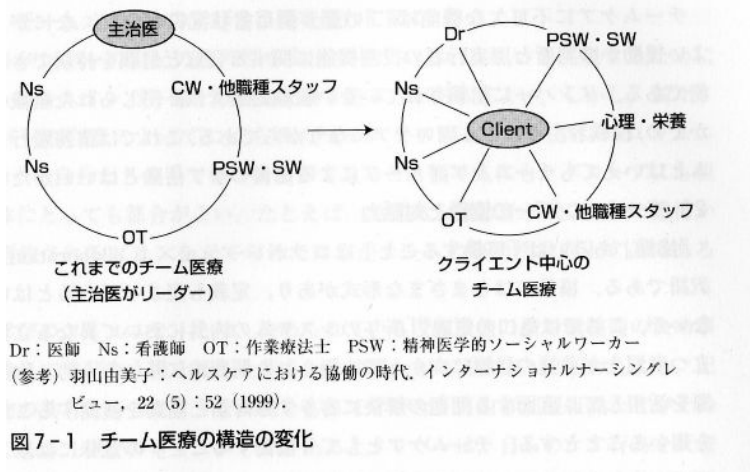 主治医
Ns
CW・他職種スタッフ
Ns
PSW・SW
OT
これまでのチーム医療
（主治医がリーダー）
Dr
PSW・SW
Ns
Client
心理・栄養
Ns
OT
CW・他職種スタッフ
クライエント中心の
チーム医療
Dr：医師　Ns：看護師　OT：作業療法士　PSW：精神医学的ソーシャルワーカー
（参考）羽山由美子：ヘルスケアにおける協働の時代．インターナショナルナーシングレ
ビュー，22（5）：52（1999）．
図7-1　チーム医療の構造の変化